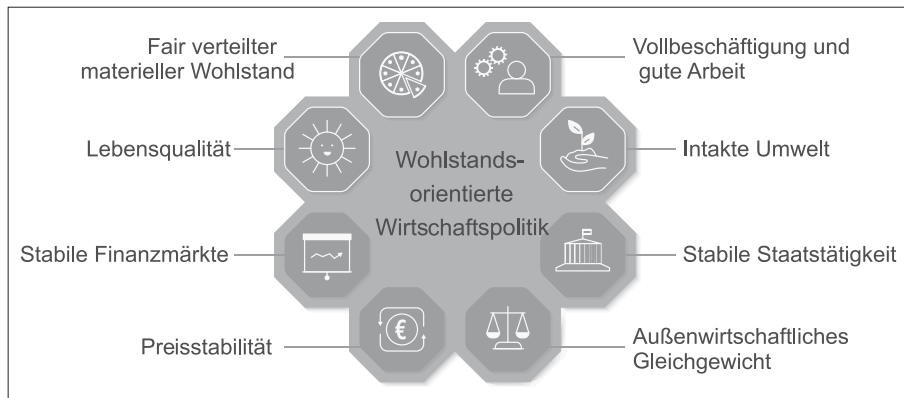 Fair verteilter
materieller Wohlstand
Vollbeschäftigung und
gute Arbeit
Lebensqualität
Intakte Umwelt
Wohlstands-
orientierte
Wirtschaftspolitik
Stabile Finanzmärkte
Stabile Staatstätigkeit
Preisstabilität
€
Außenwirtschaftliches
Gleichgewicht